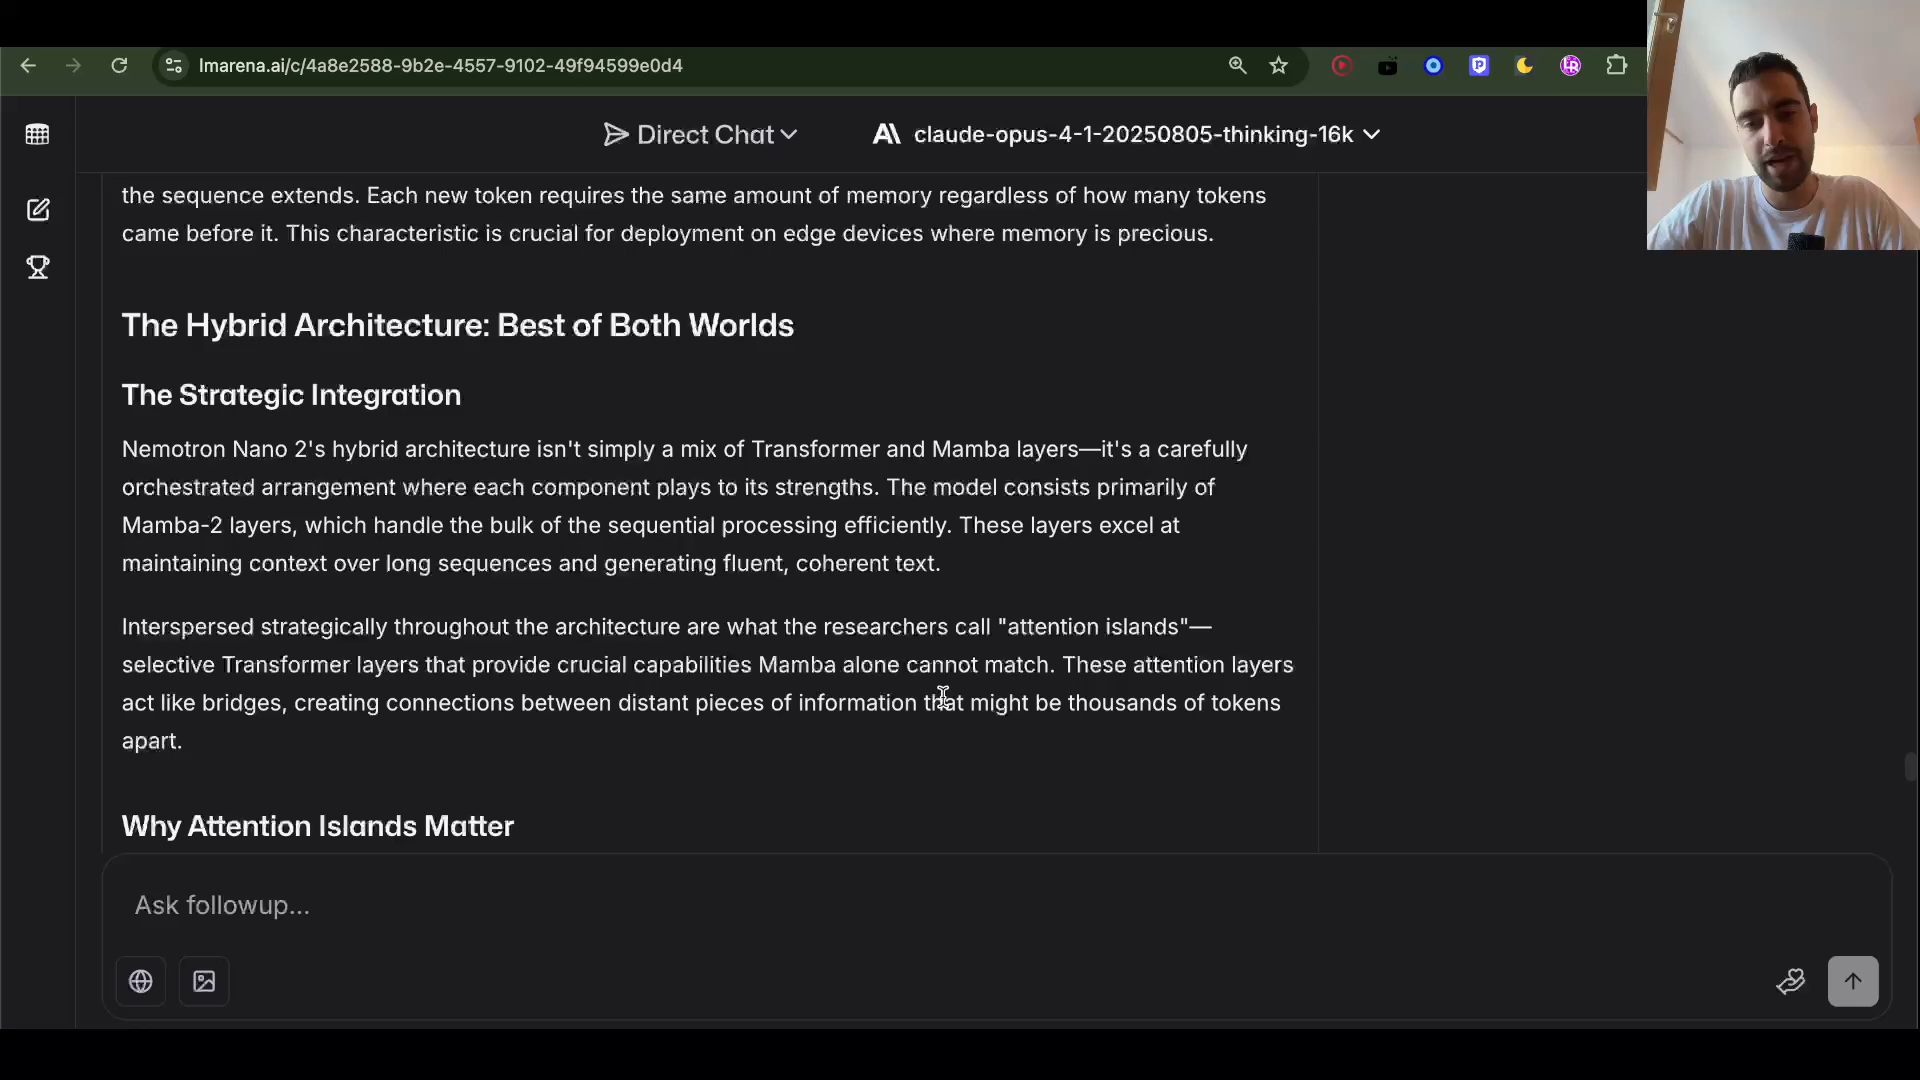 lmarena.ai/c/4a8e2588-9b2e-4557-9102-49f94599e0d4
Direct Chat
claude-opus-4-1-20250805-thinking-16k
the sequence extends. Each new token requires the same amount of memory regardless of how many tokens
came before it. This characteristic is crucial for deployment on edge devices where memory is precious.
The Hybrid Architecture: Best of Both Worlds
The Strategic Integration
Nemotron Nano 2's hybrid architecture isn't simply a mix of Transformer and Mamba layers—it's a carefully
orchestrated arrangement where each component plays to its strengths. The model consists primarily of
Mamba-2 layers, which handle the bulk of the sequential processing efficiently. These layers excel at
maintaining context over long sequences and generating fluent, coherent text.
Interspersed strategically throughout the architecture are what the researchers call "attention islands"—
selective Transformer layers that provide crucial capabilities Mamba alone cannot match. These attention layers
act like bridges, creating connections between distant pieces of information that might be thousands of tokens
apart.
Why Attention Islands Matter
Ask followup...